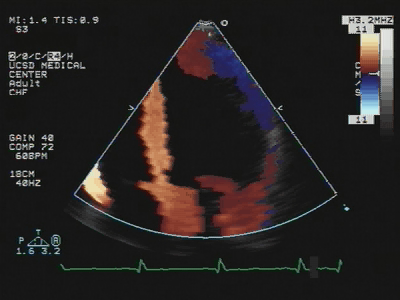 MI:1.4 TIS:0.9
S3
H3.2MHZ
11
/0/C/
UCSD MEDICAL
CENTER
Adult
CHF
11
GAIN 40
COMP 72
60BPM
18CM
40HZ
T
P R
1.6 3.2